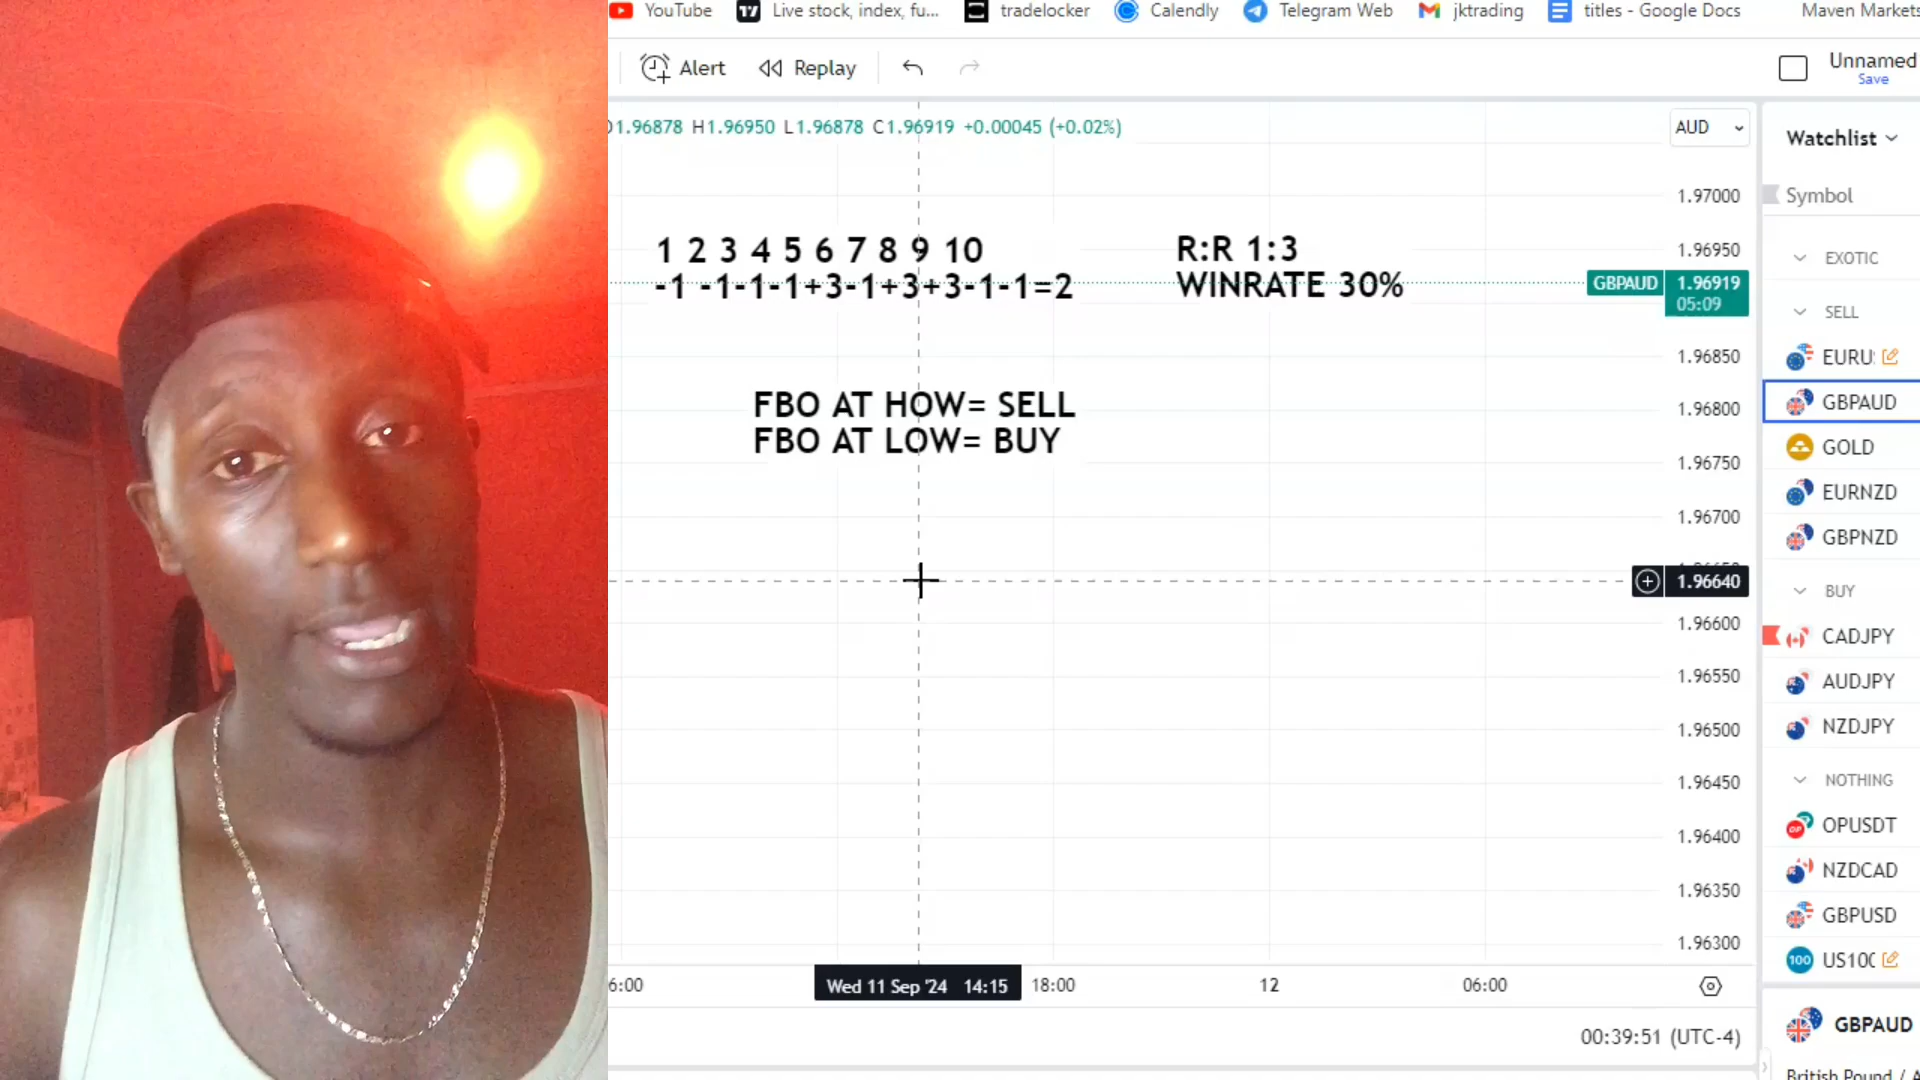 YouTube Live stock, index, fu... tradelocker Calendly Telegram Web jktrading titles - Google Docs Maven Markets
Alert Replay Unnamed
Save
1.96878 H1.96950 L1.96878 C1.96919 +0.00045 (+0.02%)
AUD
Watchlist
Symbol
1.97000
1 2 3 4 5 6 7 8 9 10
-1 -1-1-1+3-1+3+3-1-1=2
R:R 1:3
WINRATE 30%
1.96950
GBPAUD 1.96919
05:09
1.96850
FBO AT HOW= SELL
FBO AT LOW= BUY
1.96800
1.96750
1.96700
1.96640
1.96600
1.96550
1.96500
1.96450
1.96400
1.96350
1.96300
EXOTIC
SELL
EURU
GBPAUD
GOLD
EURNZD
GBPNZD
BUY
CADJPY
AUDJPY
NZDJPY
NOTHING
OP
OPUSDT
NZDCAD
GBPUSD
100
US100
6:00 Wed 11 Sep '24 14:15 18:00 12 06:00
00:39:51 (UTC-4)
GBPAUD
British Pound / A